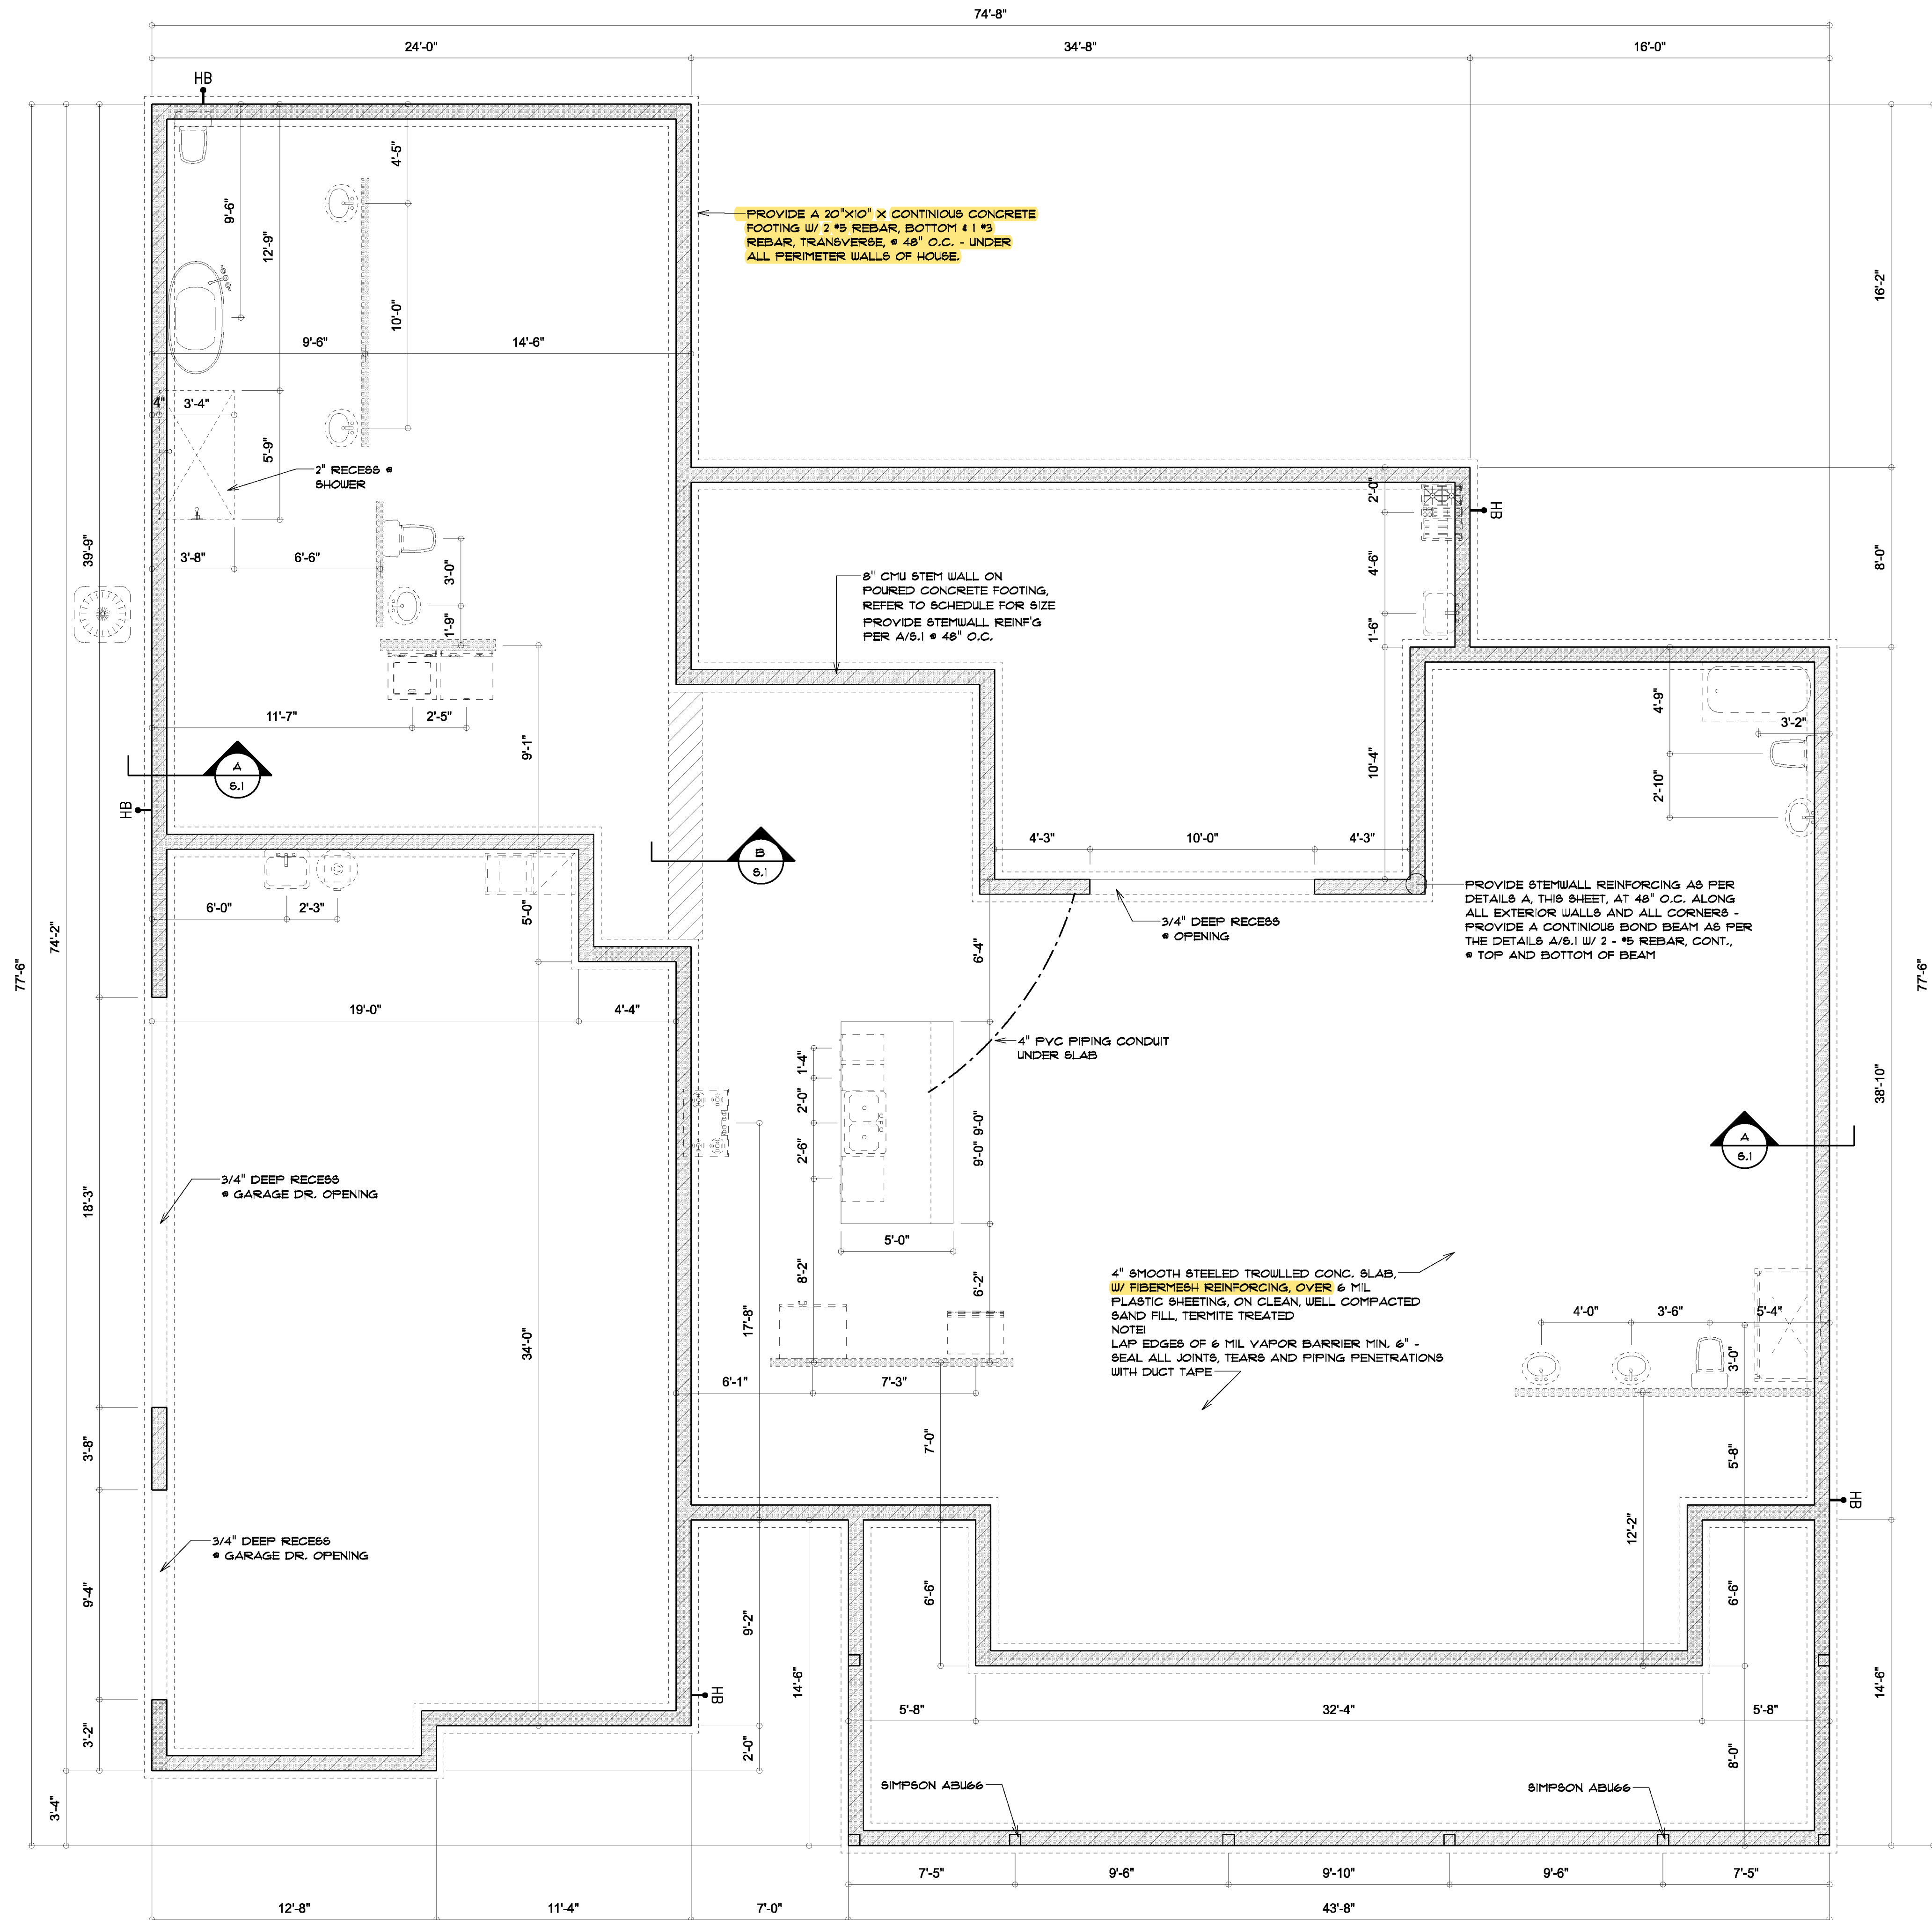 74'-8"
24'-0" 34'-8" 16'-0"
HB
4'-5"
9'-6"
12'-9"
PROVIDE A 20"X10" X CONTINIOUS CONCRETE
FOOTING W/ 2 #5 REBAR, BOTTOM & 1 #3
REBAR, TRANSVERSE, @ 48" O.C. - UNDER
ALL PERIMETER WALLS OF HOUSE.
16'-2"
10'-0"
9'-6" 14'-6"
4" 3'-4"
5'-9"
2" RECESS @
SHOWER
2'-0"
HB
39'-9"
3'-8" 6'-6"
3'-0"
1'-9"
8" CMU STEM WALL ON
POURED CONCRETE FOOTING,
REFER TO SCHEDULE FOR SIZE
PROVIDE STEMWALL REINF'G
PER A/S.1 @ 48" O.C.
4'-6"
1'-6"
8'-0"
11'-7" 2'-5"
9'-1"
4'-9"
3'-2"
10'-4"
2'-10"
A
S.1
HB
B
S.1
4'-3" 10'-0" 4'-3"
6'-0" 2'-3"
5'-0"
3/4" DEEP RECESS
@ OPENING
PROVIDE STEMWALL REINFORCING AS PER
DETAILS A, THIS SHEET, AT 48" O.C. ALONG
ALL EXTERIOR WALLS AND ALL CORNERS -
PROVIDE A CONTINIOUS BOND BEAM AS PER
THE DETAILS A/S.1 W/ 2 - #5 REBAR, CONT.,
@ TOP AND BOTTOM OF BEAM
6'-4"
77'-6"
74'-2"
77'-6"
19'-0" 4'-4"
4" PVC PIPING CONDUIT
UNDER SLAB
1'-4"
2'-0"
2'-6"
9'-0" 9'-0"
38'-10"
A
S.1
3/4" DEEP RECESS
@ GARAGE DR. OPENING
18'-3"
5'-0"
8'-2"
6'-2"
17'-8"
34'-0"
4" SMOOTH STEELED TROWLLED CONC. SLAB,
W/ FIBERMESH REINFORCING, OVER 6 MIL
PLASTIC SHEETING, ON CLEAN, WELL COMPACTED
SAND FILL, TERMITE TREATED
NOTE!
LAP EDGES OF 6 MIL VAPOR BARRIER MIN. 6" -
SEAL ALL JOINTS, TEARS AND PIPING PENETRATIONS
WITH DUCT TAPE
4'-0" 3'-6" 5'-4"
3'-0"
6'-1" 7'-3"
7'-0"
3'-8"
5'-8"
12'-2"
HB
3/4" DEEP RECESS
@ GARAGE DR. OPENING
9'-4"
9'-2"
6'-6"
6'-6"
14'-6"
14'-6"
HB
3'-2"
5'-8" 32'-4" 5'-8"
2'-0"
8'-0"
3'-4"
SIMPSON ABU66
SIMPSON ABU66
7'-5" 9'-6" 9'-10" 9'-6" 7'-5"
12'-8" 11'-4" 7'-0" 43'-8"